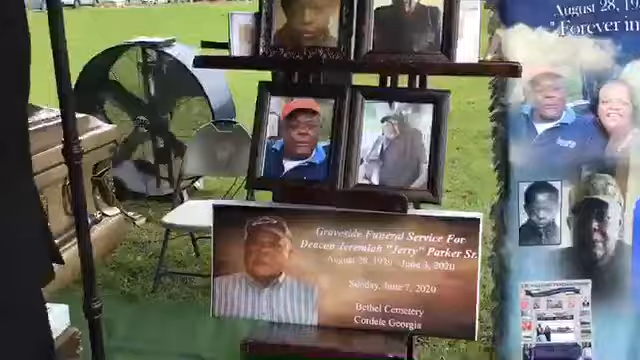 August 28, 19
Forever in
Graveside Funeral Service For
Deacon Jeremiah "Jerry" Parker Sr.
August 28, 1939 - June 3, 2020
Sunday, June 7, 2020
Bethel Cemetery
Cordele Georgia